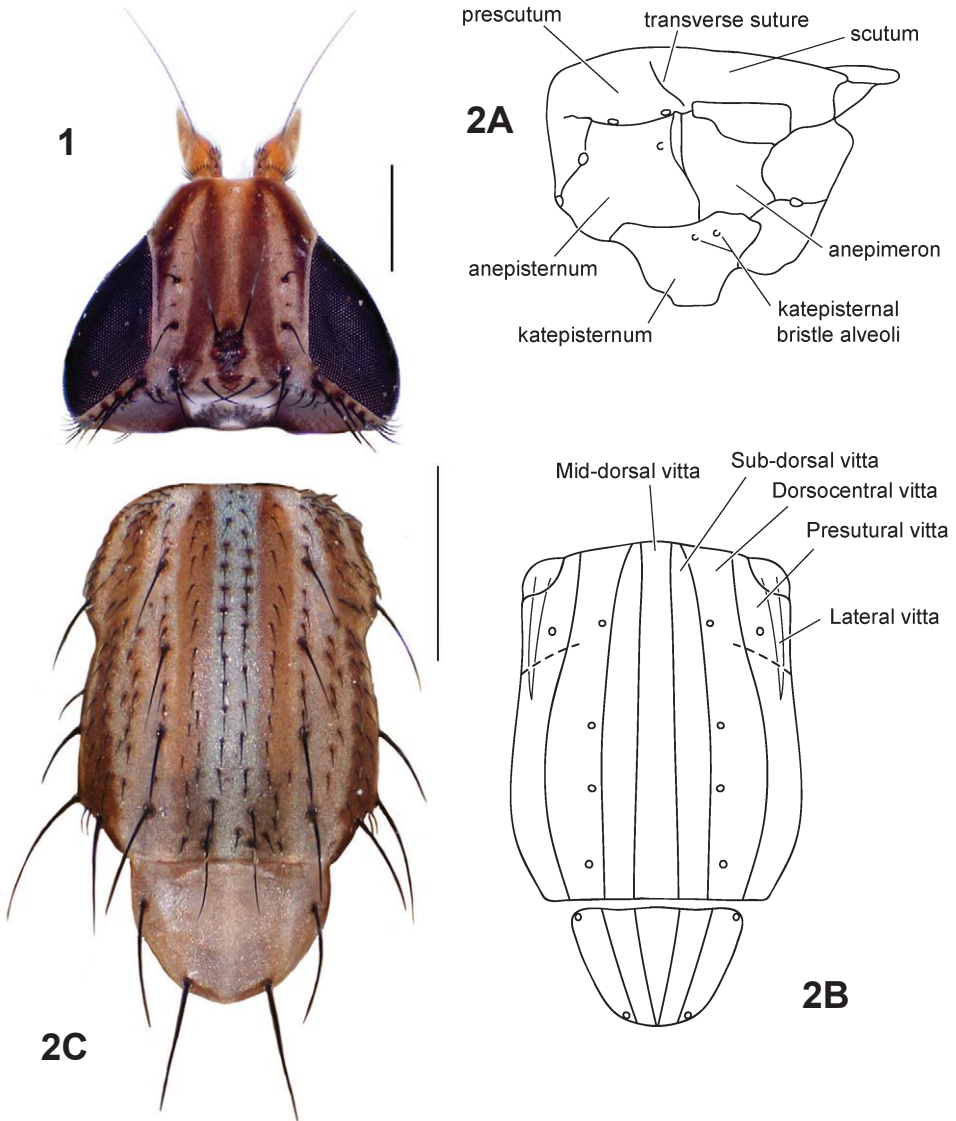 1
2A
prescutum
transverse suture
scutum
anepisternum
anepimeron
katepisternum
katepisternal
bristle alveoli
2C
Mid-dorsal vitta
Sub-dorsal vitta
Dorsocentral vitta
Presutural vitta
Lateral vitta
2B